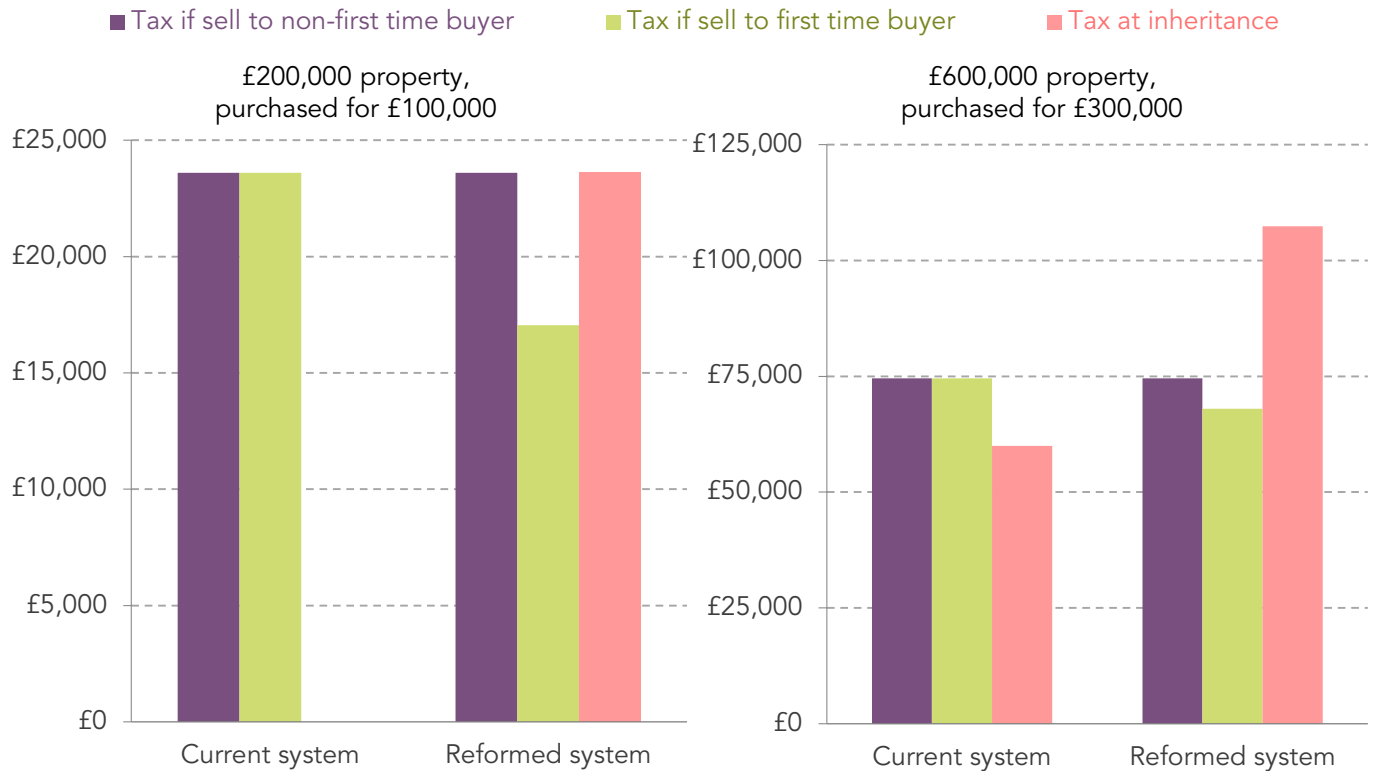 Tax if sell to non-first time buyer
Tax if sell to first time buyer
Tax at inheritance
£200,000 property,
purchased for £100,000
£25,000
£20,000
£15,000
£10,000
£5,000
£0
Current system
Reformed system
£600,000 property,
purchased for £300,000
£125,000
£100,000
£75,000
£50,000
£25,000
£0
Current system
Reformed system